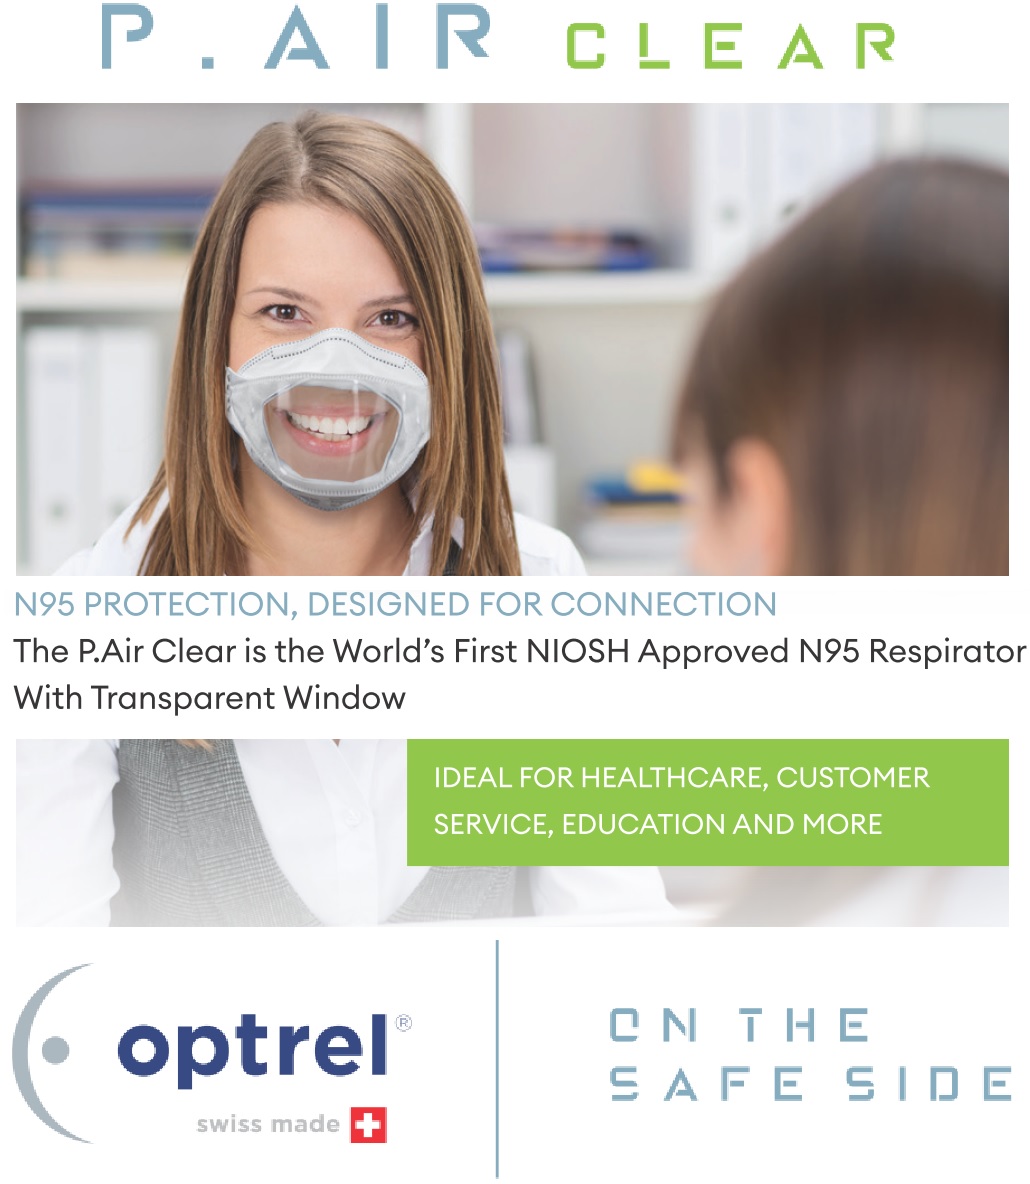 P.AIR CLEAR
N95 PROTECTION, DESIGNED FOR CONNECTION
The P.Air Clear is the World’s First NIOSH Approved N95 Respirator
With Transparent Window
IDEAL FOR HEALTHCARE, CUSTOMER
SERVICE, EDUCATION AND MORE
optrel®
swiss made
ON THE
SAFE SIDE